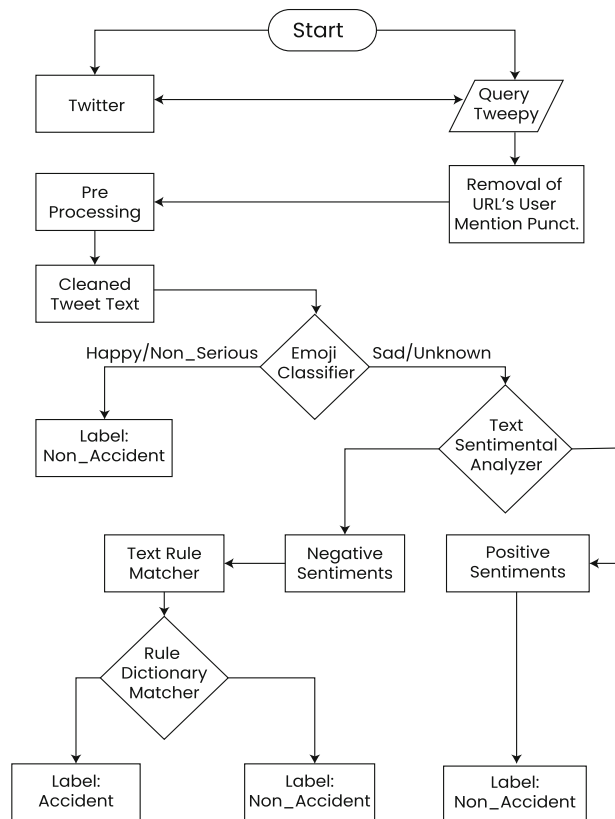 Start
Twitter
Query
Tweepy
Pre
Processing
Removal of
URL's User
Mention Punct.
Cleaned
Tweet Text
Happy/Non_Serious
Emoji
Classifier
Sad/Unknown
Label:
Non_Accident
Text
Sentimental
Analyzer
Text Rule
Matcher
Negative
Sentiments
Positive
Sentiments
Rule
Dictionary
Matcher
Label:
Accident
Label:
Non_Accident
Label:
Non_Accident